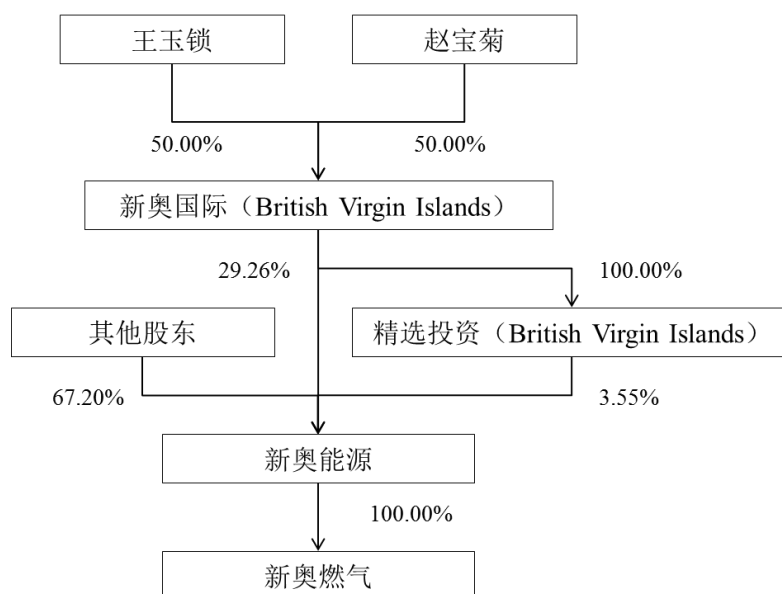 王玉锁
赵宝菊
50.00%
50.00%
新奥国际（British Virgin Islands）
29.26%
100.00%
其他股东
精选投资（British Virgin Islands）
67.20%
3.55%
新奥能源
100.00%
新奥燃气